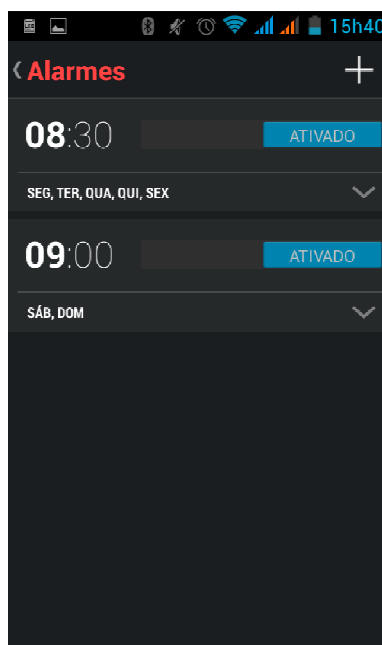 15h40
Alarmes
08:30 ATIVADO
SEG, TER, QUA, QUI, SEX
09:00 ATIVADO
SÁB, DOM